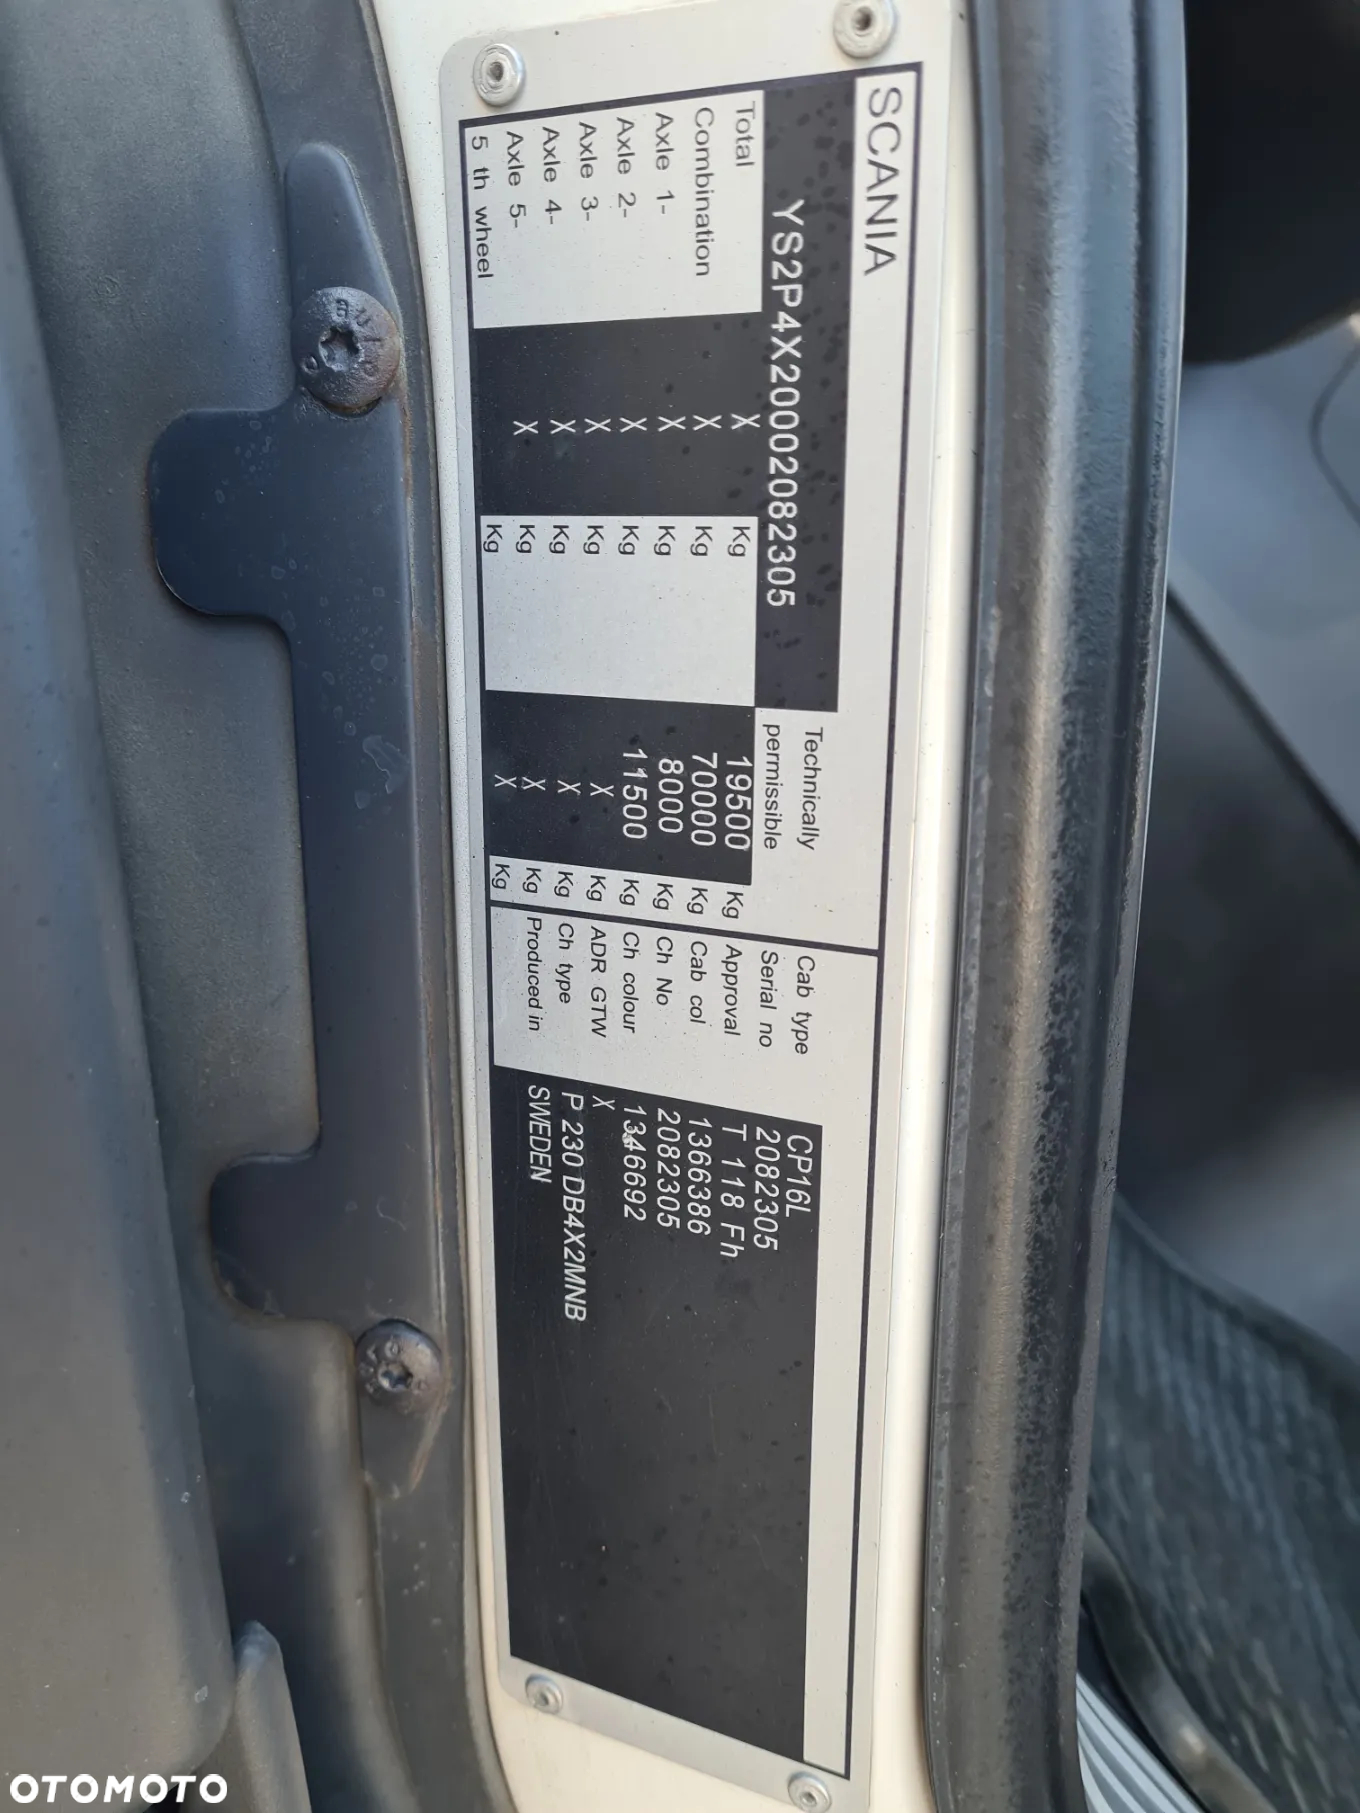 SCANIA
YS2P4X20002082305
Technically
permissible
Total X Kg 19500 Kg
Combination X Kg 70000 Kg
Axle 1- X Kg 8000 Kg
Axle 2- X Kg 11500 Kg
Axle 3- X Kg X Kg
Axle 4- X Kg X Kg
Axle 5- X Kg X Kg
5 th wheel Kg X Kg
Cab type CP16L
Serial no 2082305
Approval T 118 Fh
Cab col 1366386
Ch No 2082305
Ch colour 1346692
ADR GTW X
Ch type P 230 DB4X2MNB
Produced in SWEDEN
OTOMOTO